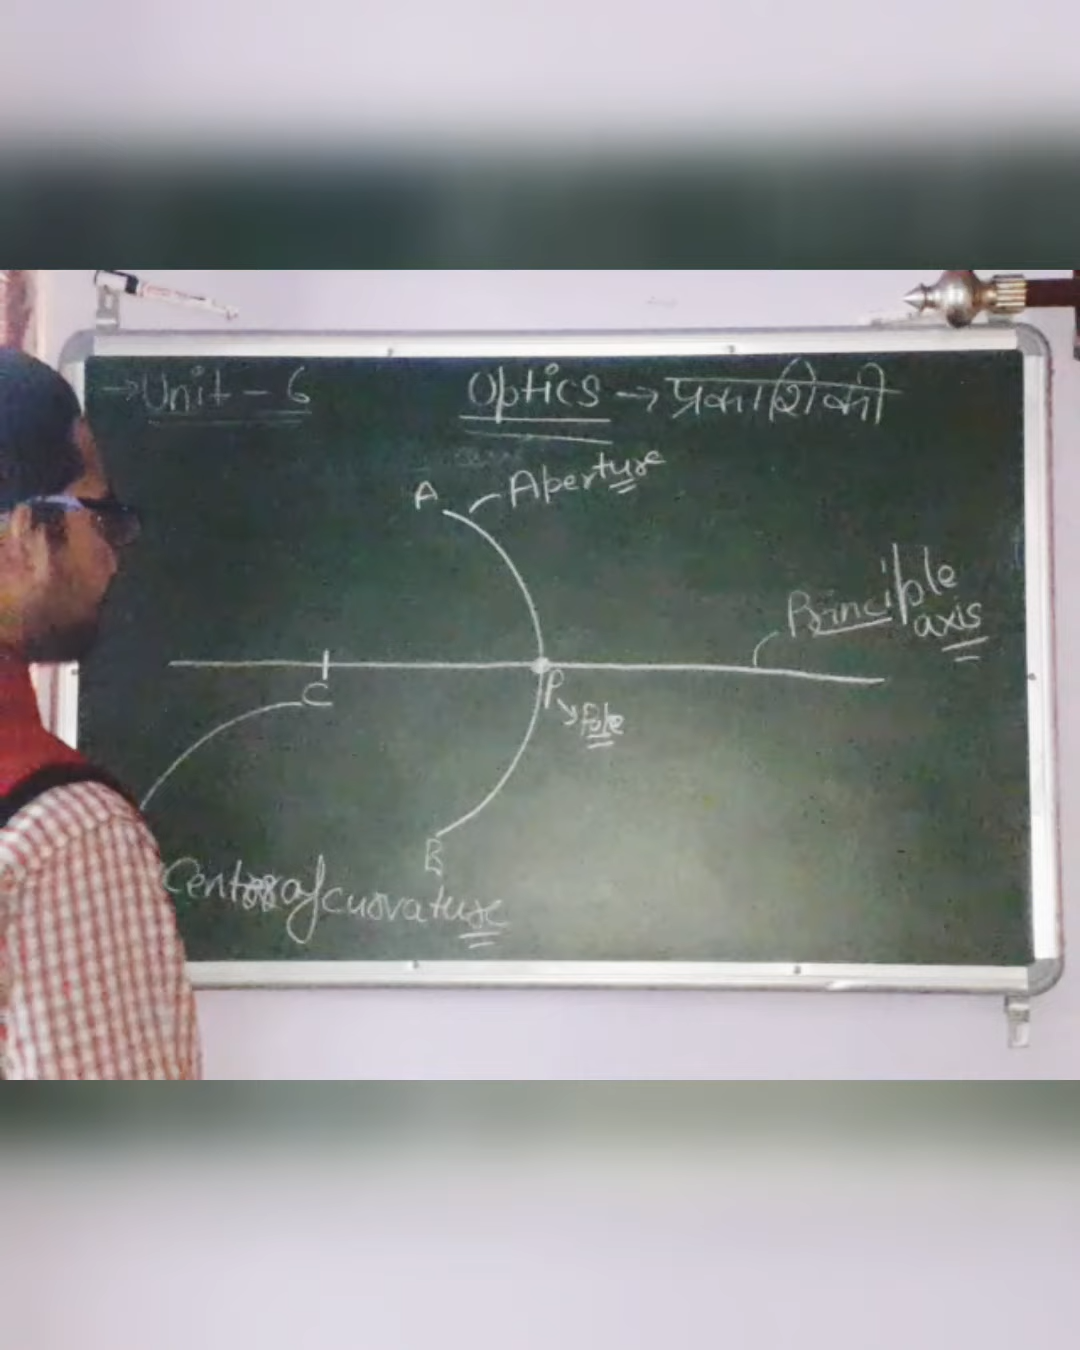 → Unit - 6
Optics → प्रकाशिकी
A
Aperture
Principle
axis
C
P
Pole
B
Center of curvature